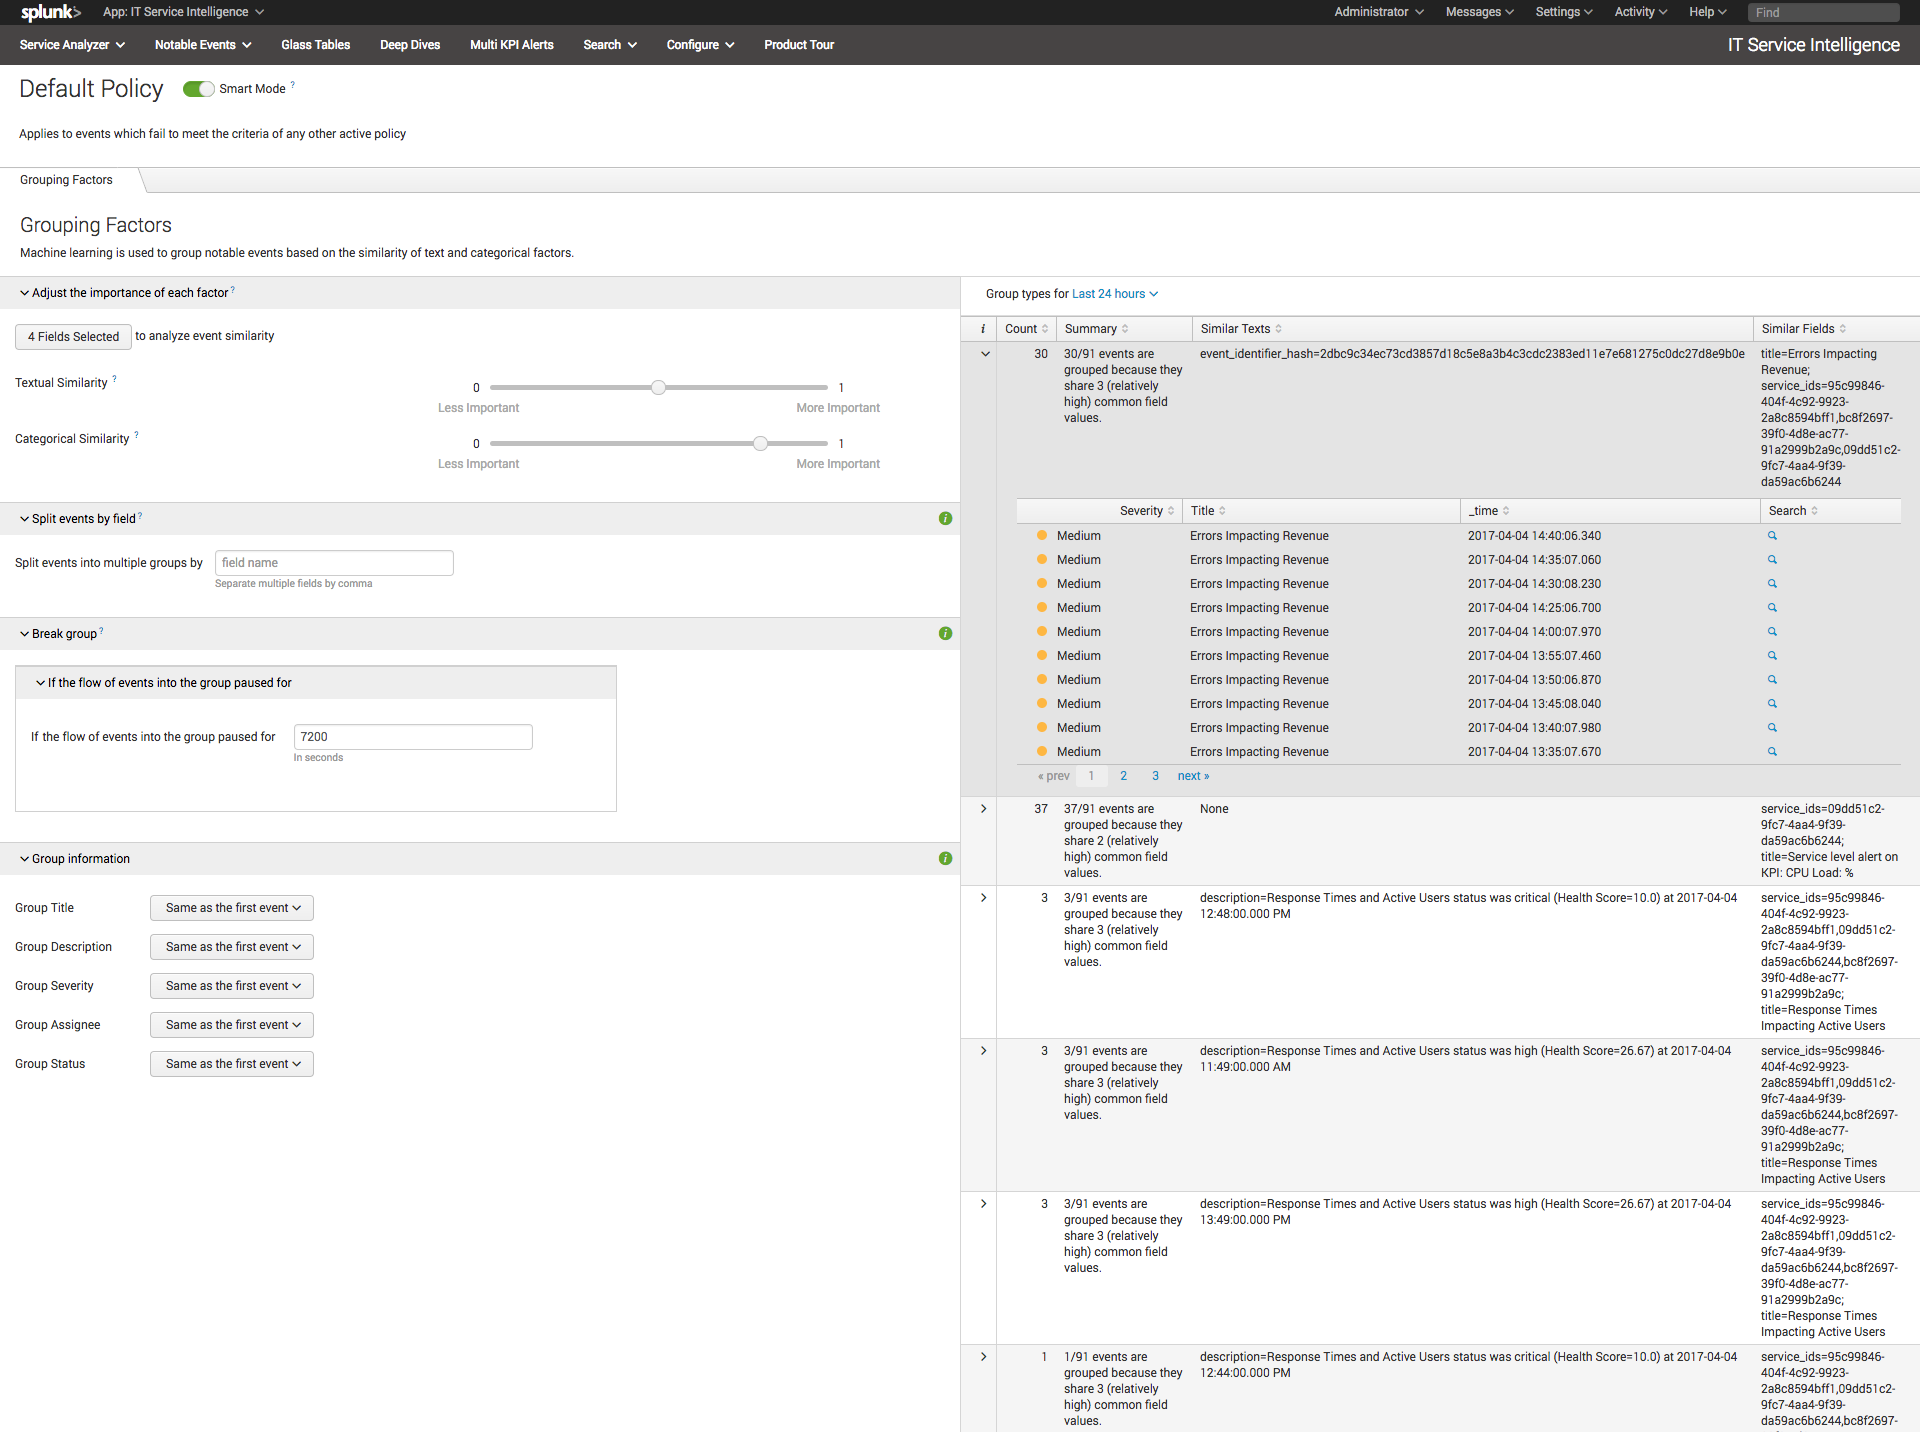 splunk> App: IT Service Intelligence Administrator Messages Settings Activity Help Find
Service Analyzer Notable Events Glass Tables Deep Dives Multi KPI Alerts Search Configure Product Tour IT Service Intelligence
Default Policy Smart Mode ?
Applies to events which fail to meet the criteria of any other active policy
Grouping Factors
Grouping Factors
Machine learning is used to group notable events based on the similarity of text and categorical factors.
Adjust the importance of each factor ?
4 Fields Selected to analyze event similarity
Textual Similarity ? 0 1
Less Important More Important
Categorical Similarity ? 0 1
Less Important More Important
Split events by field ?
Split events into multiple groups by field name
Separate multiple fields by comma
Break group ?
If the flow of events into the group paused for
If the flow of events into the group paused for 7200
In seconds
Group information
Group Title Same as the first event
Group Description Same as the first event
Group Severity Same as the first event
Group Assignee Same as the first event
Group Status Same as the first event
Group types for Last 24 hours
i Count Summary Similar Texts Similar Fields
30 30/91 events are event_identifier_hash=2dbc9c34ec73cd3857d18c5e8a3b4c3cdc2383ed11e7e681275c0dc27d8e9b0e title=Errors Impacting
grouped because they Revenue;
share 3 (relatively service_ids=95c99846-
high) common field 404f-4c92-9923-
values. 2a8c8594bff1,bc8f2697-
39f0-4d8e-ac77-
91a2999b2a9c,09dd51c2-
9fc7-4aa4-9f39-
da59ac6b6244
Severity Title _time Search
Medium Errors Impacting Revenue 2017-04-04 14:40:06.340
Medium Errors Impacting Revenue 2017-04-04 14:35:07.060
Medium Errors Impacting Revenue 2017-04-04 14:30:08.230
Medium Errors Impacting Revenue 2017-04-04 14:25:06.700
Medium Errors Impacting Revenue 2017-04-04 14:00:07.970
Medium Errors Impacting Revenue 2017-04-04 13:55:07.460
Medium Errors Impacting Revenue 2017-04-04 13:50:06.870
Medium Errors Impacting Revenue 2017-04-04 13:45:08.040
Medium Errors Impacting Revenue 2017-04-04 13:40:07.980
Medium Errors Impacting Revenue 2017-04-04 13:35:07.670
« prev 1 2 3 next »
37 37/91 events are None service_ids=09dd51c2-
grouped because they 9fc7-4aa4-9f39-
share 2 (relatively da59ac6b6244;
high) common field title=Service level alert on
values. KPI: CPU Load: %
3 3/91 events are description=Response Times and Active Users status was critical (Health Score=10.0) at 2017-04-04 service_ids=95c99846-
grouped because they 12:48:00.000 PM 404f-4c92-9923-
share 3 (relatively 2a8c8594bff1,09dd51c2-
high) common field 9fc7-4aa4-9f39-
values. da59ac6b6244,bc8f2697-
39f0-4d8e-ac77-
91a2999b2a9c;
title=Response Times
Impacting Active Users
3 3/91 events are description=Response Times and Active Users status was high (Health Score=26.67) at 2017-04-04 service_ids=95c99846-
grouped because they 11:49:00.000 AM 404f-4c92-9923-
share 3 (relatively 2a8c8594bff1,09dd51c2-
high) common field 9fc7-4aa4-9f39-
values. da59ac6b6244,bc8f2697-
39f0-4d8e-ac77-
91a2999b2a9c;
title=Response Times
Impacting Active Users
3 3/91 events are description=Response Times and Active Users status was high (Health Score=26.67) at 2017-04-04 service_ids=95c99846-
grouped because they 13:49:00.000 PM 404f-4c92-9923-
share 3 (relatively 2a8c8594bff1,09dd51c2-
high) common field 9fc7-4aa4-9f39-
values. da59ac6b6244,bc8f2697-
39f0-4d8e-ac77-
91a2999b2a9c;
title=Response Times
Impacting Active Users
1 1/91 events are description=Response Times and Active Users status was critical (Health Score=10.0) at 2017-04-04 service_ids=95c99846-
grouped because they 12:44:00.000 PM 404f-4c92-9923-
share 3 (relatively 2a8c8594bff1,09dd51c2-
high) common field 9fc7-4aa4-9f39-
values. da59ac6b6244,bc8f2697-